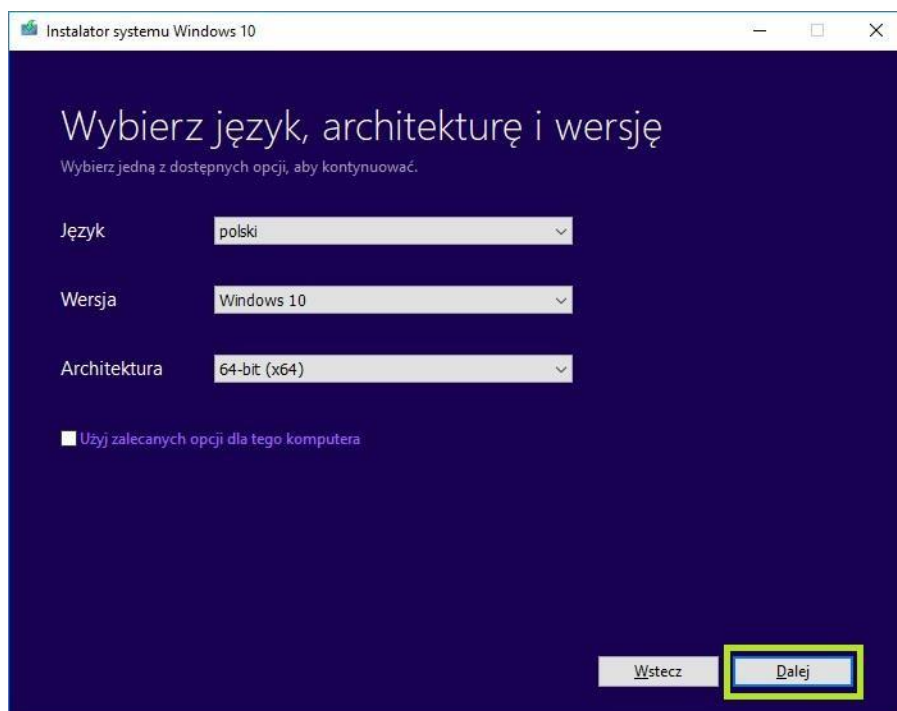 Instalator systemu Windows 10
Wybierz język, architekturę i wersję
Wybierz jedną z dostępnych opcji, aby kontynuować.
Język polski
Wersja Windows 10
Architektura 64-bit (x64)
Użyj zalecanych opcji dla tego komputera
Wstecz Dalej